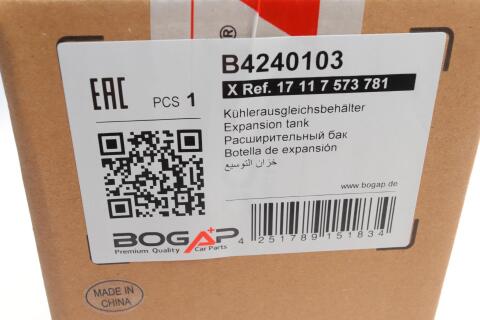 ®
B4240103
X Ref. 17 11 7 573 781
EAC
PCS 1
Kühlerausgleichsbehälter
Expansion tank
Расширительный бак
Botella de expansión
خزان التوسيع
www.bogap.de
BOGAP
Premium Quality Car Parts
4 251789 151834
MADE IN
CHINA